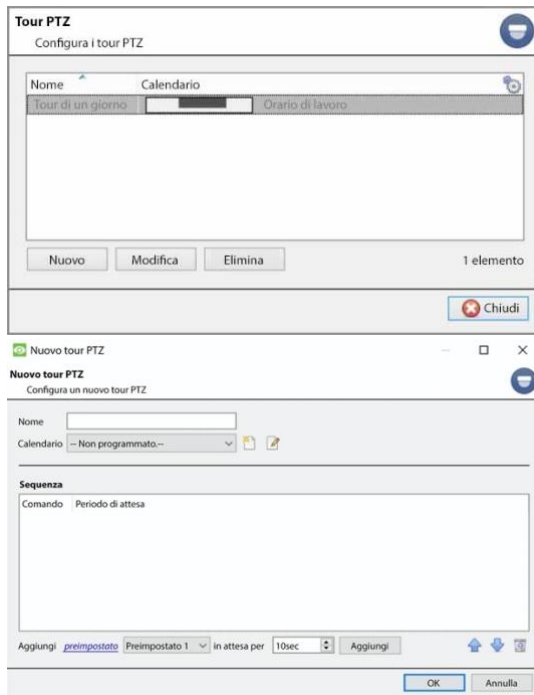 Tour PTZ
Configura i tour PTZ
Nome Calendario
Tour di un giorno Orario di lavoro
Nuovo Modifica Elimina 1 elemento
Chiudi
Nuovo tour PTZ
Nuovo tour PTZ
Configura un nuovo tour PTZ
Nome
Calendario -- Non programmato.--
Sequenza
Comando Periodo di attesa
Aggiungi preimpostato Preimpostato 1 in attesa per 10sec Aggiungi
OK Annulla